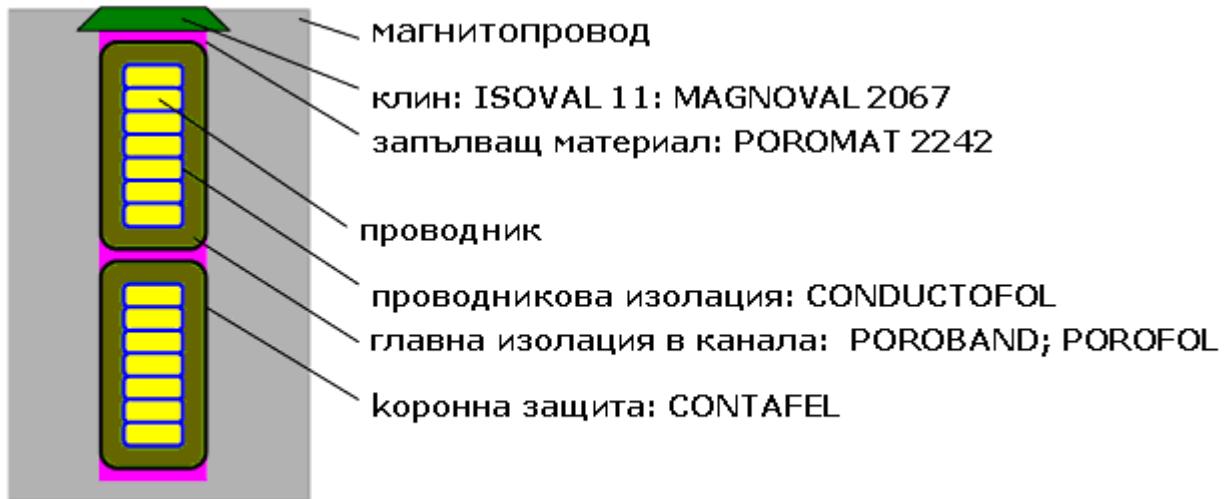 магнитопровод
клин: ISOVAL 11: MAGNOVAL 2067
запълващ материал: POROMAT 2242
проводник
проводникова изолация: CONDUCTOFOL
главна изолация в канала: POROBAND; POROFOL
коронна защита: CONTAFEL